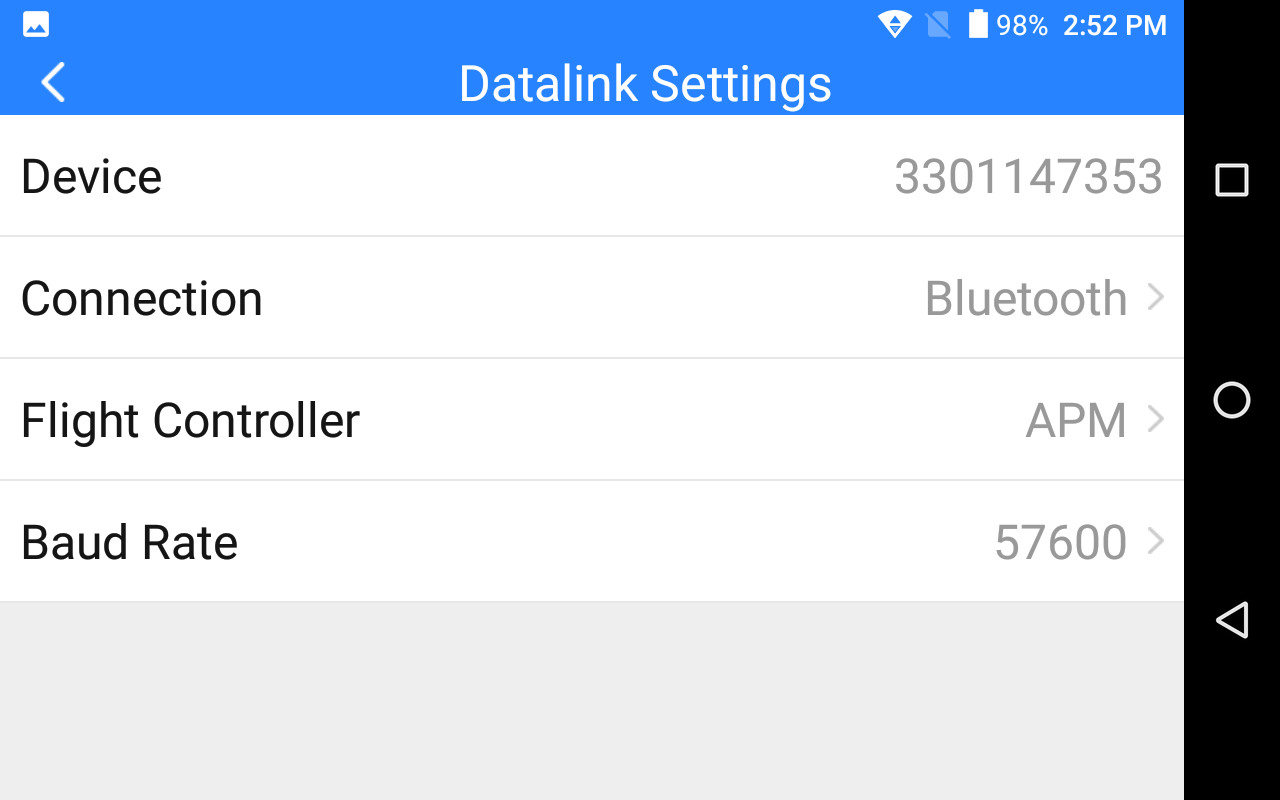 98% 2:52 PM
Datalink Settings
Device 3301147353
Connection Bluetooth
Flight Controller APM
Baud Rate 57600